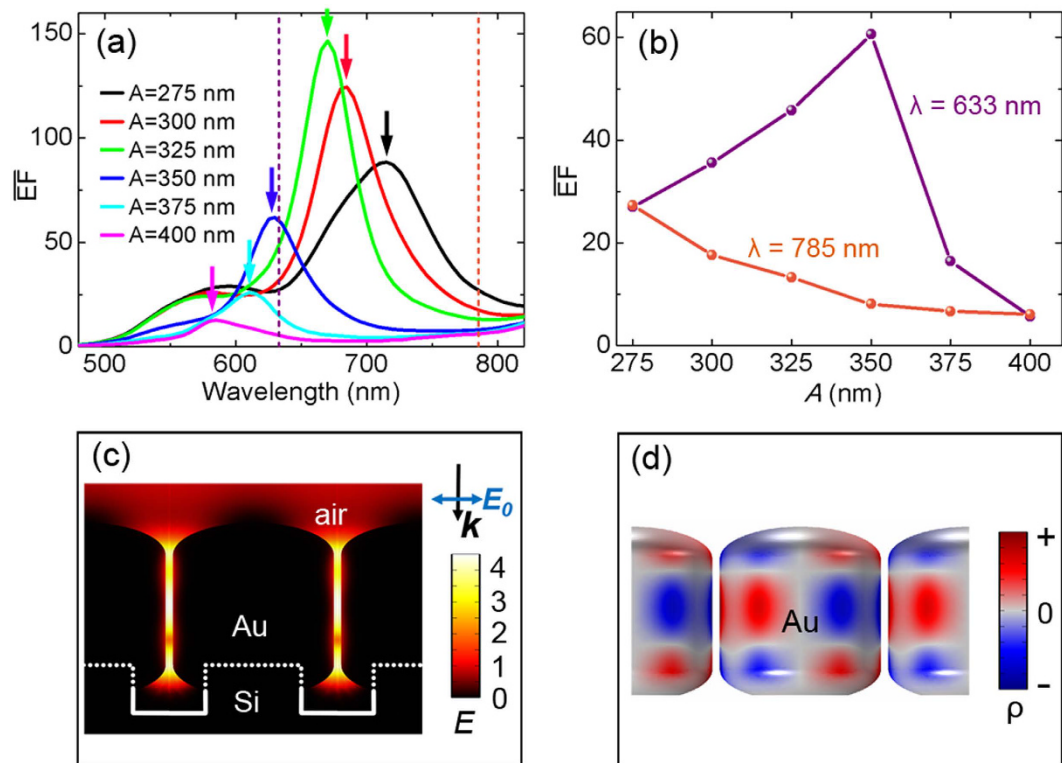 (a)
150
100
50
0
E̅F̅
A=275 nm
A=300 nm
A=325 nm
A=350 nm
A=375 nm
A=400 nm
500 600 700 800
Wavelength (nm)
(b)
60
40
20
0
E̅F̅
λ = 633 nm
λ = 785 nm
275 300 325 350 375 400
A (nm)
(c)
air
Au
Si
k
E0
4
3
2
1
0
E
(d)
Au
+
0
−
ρ